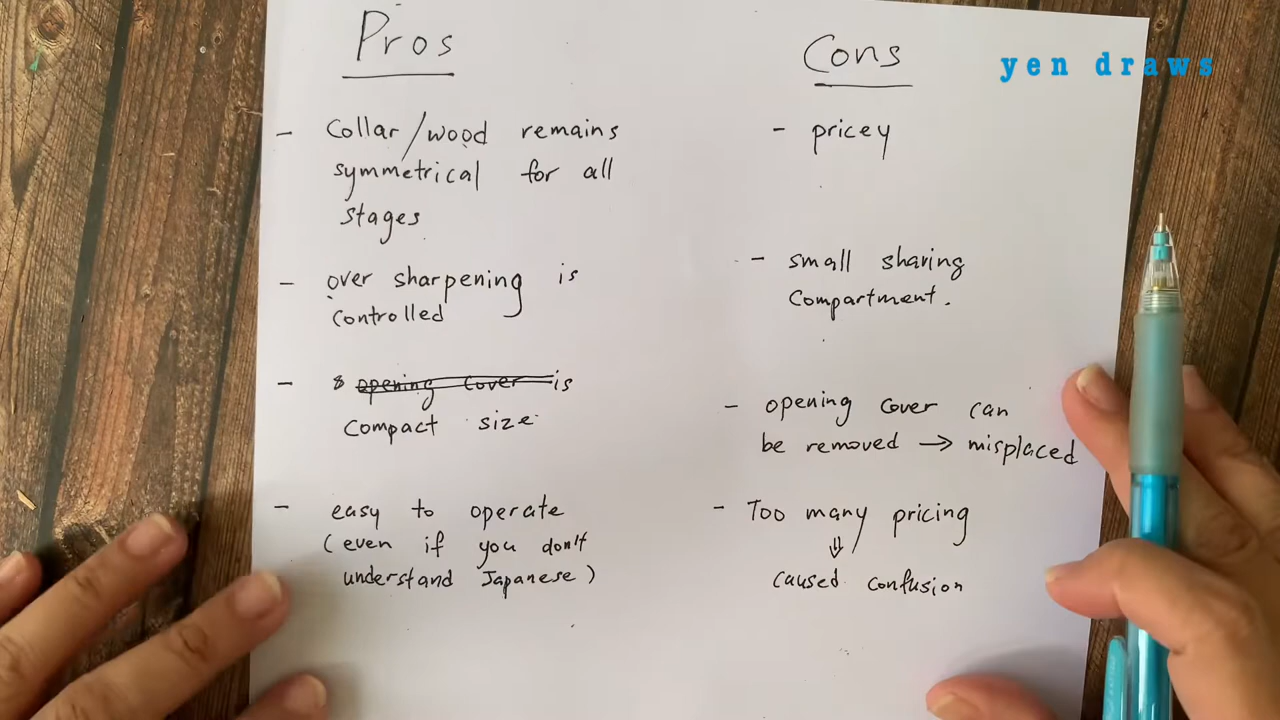 Pros
- Collar/wood remains
symmetrical for all
stages
- over sharpening is
controlled
- opening cover is
compact size
- easy to operate
(even if you don't
understand Japanese)
Cons
yen draws
- pricey
- small sharing
compartment.
- opening cover can
be removed → misplaced
- Too many pricing
⇓
caused confusion